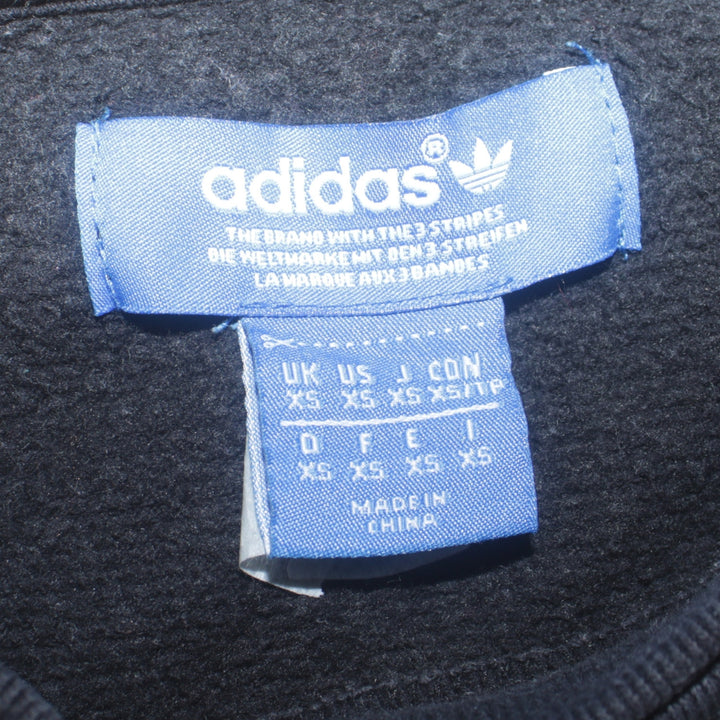 adidas®
THE BRAND WITH THE 3 STRIPES
DIE WELTMARKE MIT DEN 3 STREIFEN
LA MARQUE AUX 3 BANDES
UK US J CDN
XS XS XS XS/TP
D F E I
XS XS XS XS
MADE IN
CHINA